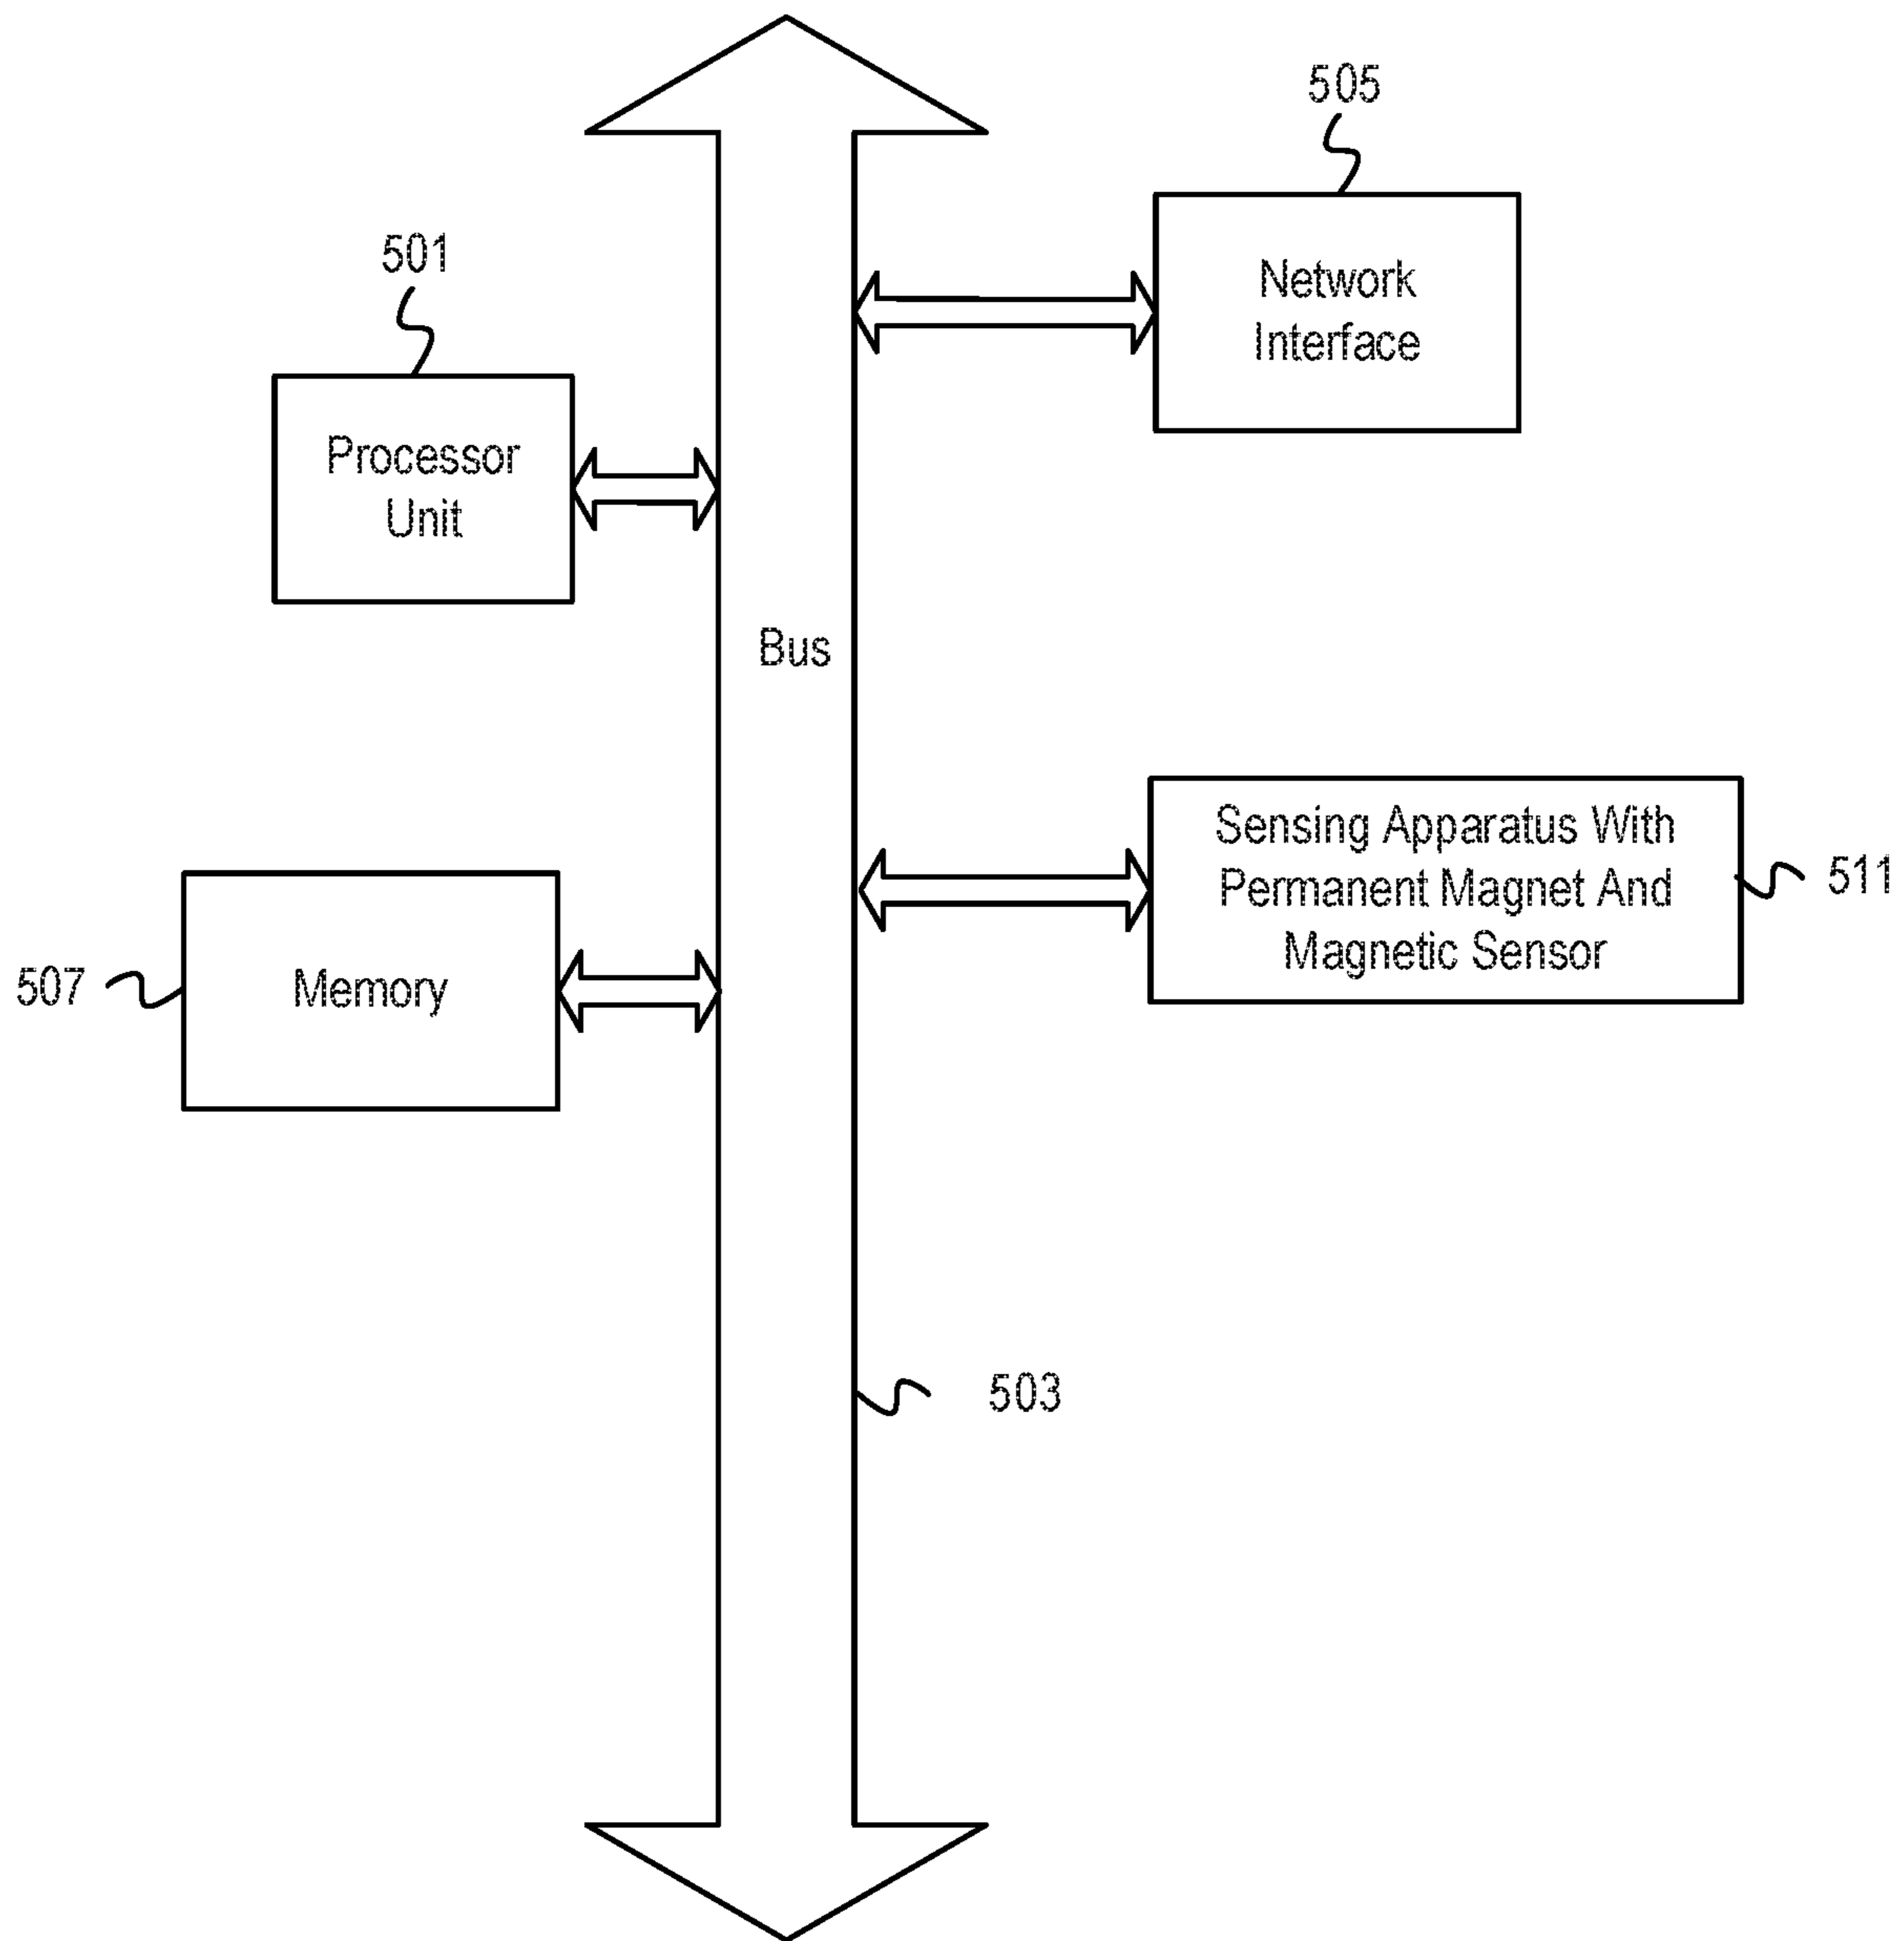 505
Network
Interface
501
Processor
Unit
Bus
Sensing Apparatus With
Permanent Magnet And
Magnetic Sensor
511
507
Memory
503